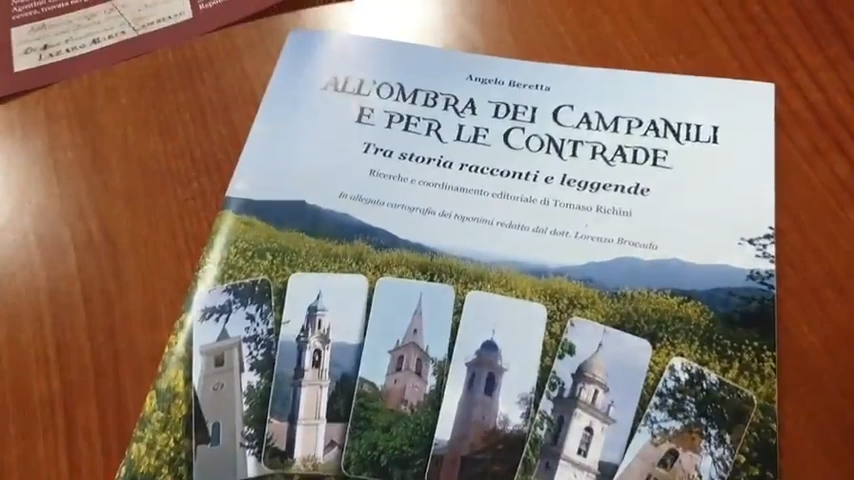 Angelo Beretta
ALL'OMBRA DEI CAMPANILI
E PER LE CONTRADE
Tra storia racconti e leggende
Ricerche e coordinamento editoriale di Tomaso Richini
In allegato cartografia dei toponimi redatta dal dott. Lorenzo Brocada